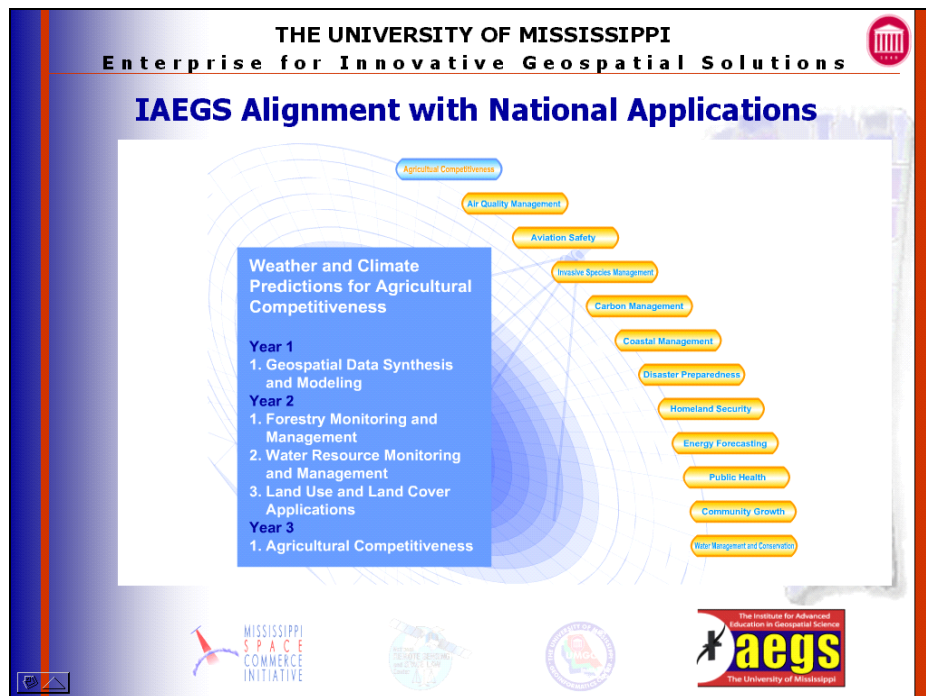 THE UNIVERSITY OF MISSISSIPPI
Enterprise for Innovative Geospatial Solutions
IAEGS Alignment with National Applications
Agricultual Competitiveness
Air Quality Management
Aviation Safety
Invasive Species Management
Carbon Management
Coastal Management
Disaster Preparedness
Homeland Security
Energy Forecasting
Public Health
Community Growth
Water Management and Conservation
Weather and Climate
Predictions for Agricultural
Competitiveness
Year 1
1. Geospatial Data Synthesis
and Modeling
Year 2
1. Forestry Monitoring and
Management
2. Water Resource Monitoring
and Management
3. Land Use and Land Cover
Applications
Year 3
1. Agricultural Competitiveness
MISSISSIPPI
SPACE
COMMERCE
INITIATIVE
The Institute for Advanced
Education in Geospatial Science
iaegs
The University of Mississippi